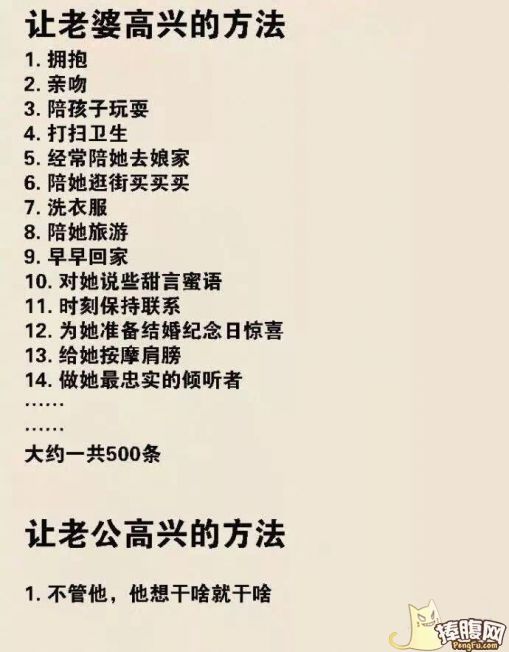 让老婆高兴的方法
1. 拥抱
2. 亲吻
3. 陪孩子玩耍
4. 打扫卫生
5. 经常陪她去娘家
6. 陪她逛街买买买
7. 洗衣服
8. 陪她旅游
9. 早早回家
10. 对她说些甜言蜜语
11. 时刻保持联系
12. 为她准备结婚纪念日惊喜
13. 给她按摩肩膀
14. 做她最忠实的倾听者
……
……
大约一共500条
让老公高兴的方法
1. 不管他，他想干啥就干啥
捧腹网
PengFu.com